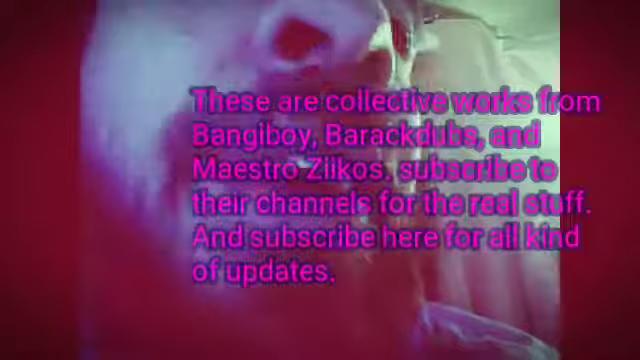 These are collective works from
Bangiboy, Barackdubs, and
Maestro Ziikos. subscribe to
their channels for the real stuff.
And subscribe here for all kind
of updates.